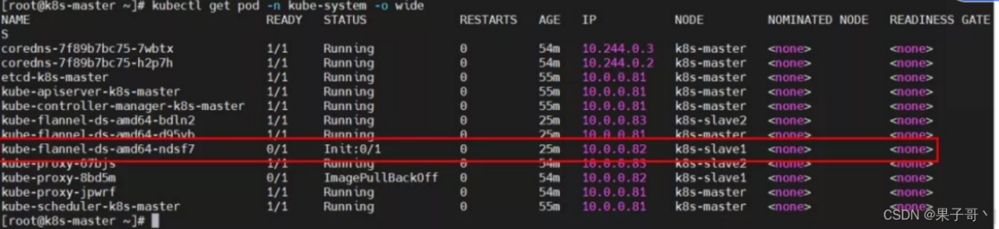 [root@k8s-master ~]# kubectl get pod -n kube-system -o wide
NAME READY STATUS RESTARTS AGE IP NODE NOMINATED NODE READINESS GATE
S
coredns-7f89b7bc75-7wbtx 1/1 Running 0 54m 10.244.0.3 k8s-master <none> <none>
coredns-7f89b7bc75-h2p7h 1/1 Running 0 54m 10.244.0.2 k8s-master <none> <none>
etcd-k8s-master 1/1 Running 0 55m 10.0.0.81 k8s-master <none> <none>
kube-apiserver-k8s-master 1/1 Running 0 55m 10.0.0.81 k8s-master <none> <none>
kube-controller-manager-k8s-master 1/1 Running 0 55m 10.0.0.81 k8s-master <none> <none>
kube-flannel-ds-amd64-bdln2 1/1 Running 0 25m 10.0.0.83 k8s-slave2 <none> <none>
kube-flannel-ds-amd64-d95vb 1/1 Running 0 25m 10.0.0.81 k8s-master <none> <none>
kube-flannel-ds-amd64-ndsf7 0/1 Init:0/1 0 25m 10.0.0.82 k8s-slave1 <none> <none>
kube-proxy-67bjs 1/1 Running 0 54m 10.0.0.83 k8s-slave2 <none> <none>
kube-proxy-8bd5m 0/1 ImagePullBackOff 0 54m 10.0.0.82 k8s-slave1 <none> <none>
kube-proxy-jpwrf 1/1 Running 0 54m 10.0.0.81 k8s-master <none> <none>
kube-scheduler-k8s-master 1/1 Running 0 55m 10.0.0.81 k8s-master <none> <none>
[root@k8s-master ~]#
CSDN @果子哥丶